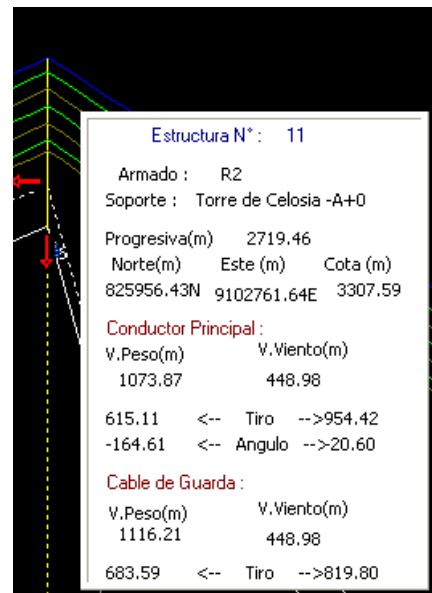 Estructura N° : 11
Armado : R2
Soporte : Torre de Celosia -A+0
Progresiva(m) 2719.46
Norte(m) Este (m) Cota (m)
825956.43N 9102761.64E 3307.59
Conductor Principal :
V.Peso(m) V.Viento(m)
1073.87 448.98
615.11 <-- Tiro -->954.42
-164.61 <-- Angulo -->20.60
Cable de Guarda :
V.Peso(m) V.Viento(m)
1116.21 448.98
683.59 <-- Tiro -->819.80